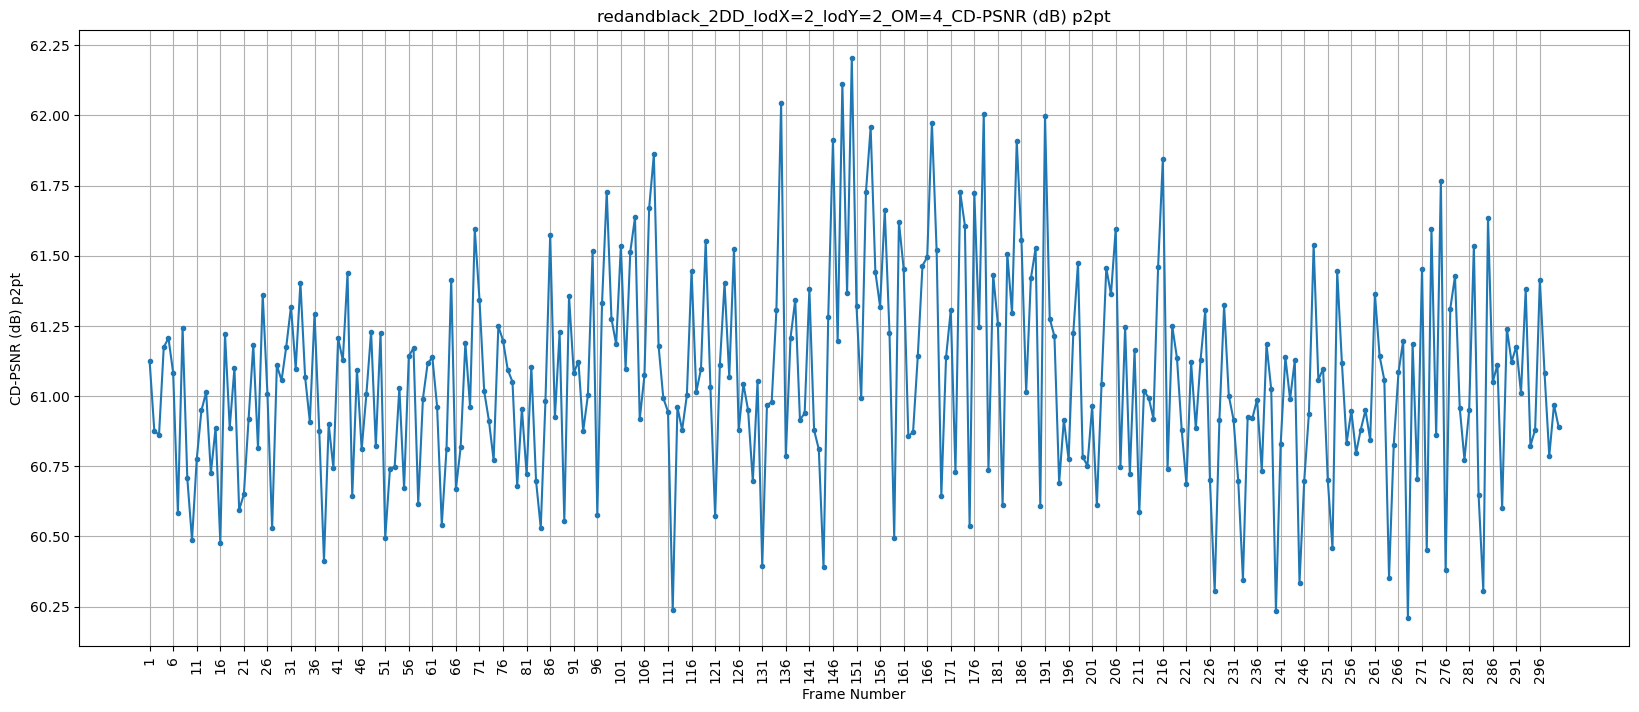 redandblack_2DD_lodX=2_lodY=2_OM=4_CD-PSNR (dB) p2pt
CD-PSNR (dB) p2pt
62.25
62.00
61.75
61.50
61.25
61.00
60.75
60.50
60.25
1 6 11 16 21 26 31 36 41 46 51 56 61 66 71 76 81 86 91 96 101 106 111 116 121 126 131 136 141 146 151 156 161 166 171 176 181 186 191 196 201 206 211 216 221 226 231 236 241 246 251 256 261 266 271 276 281 286 291 296
Frame Number